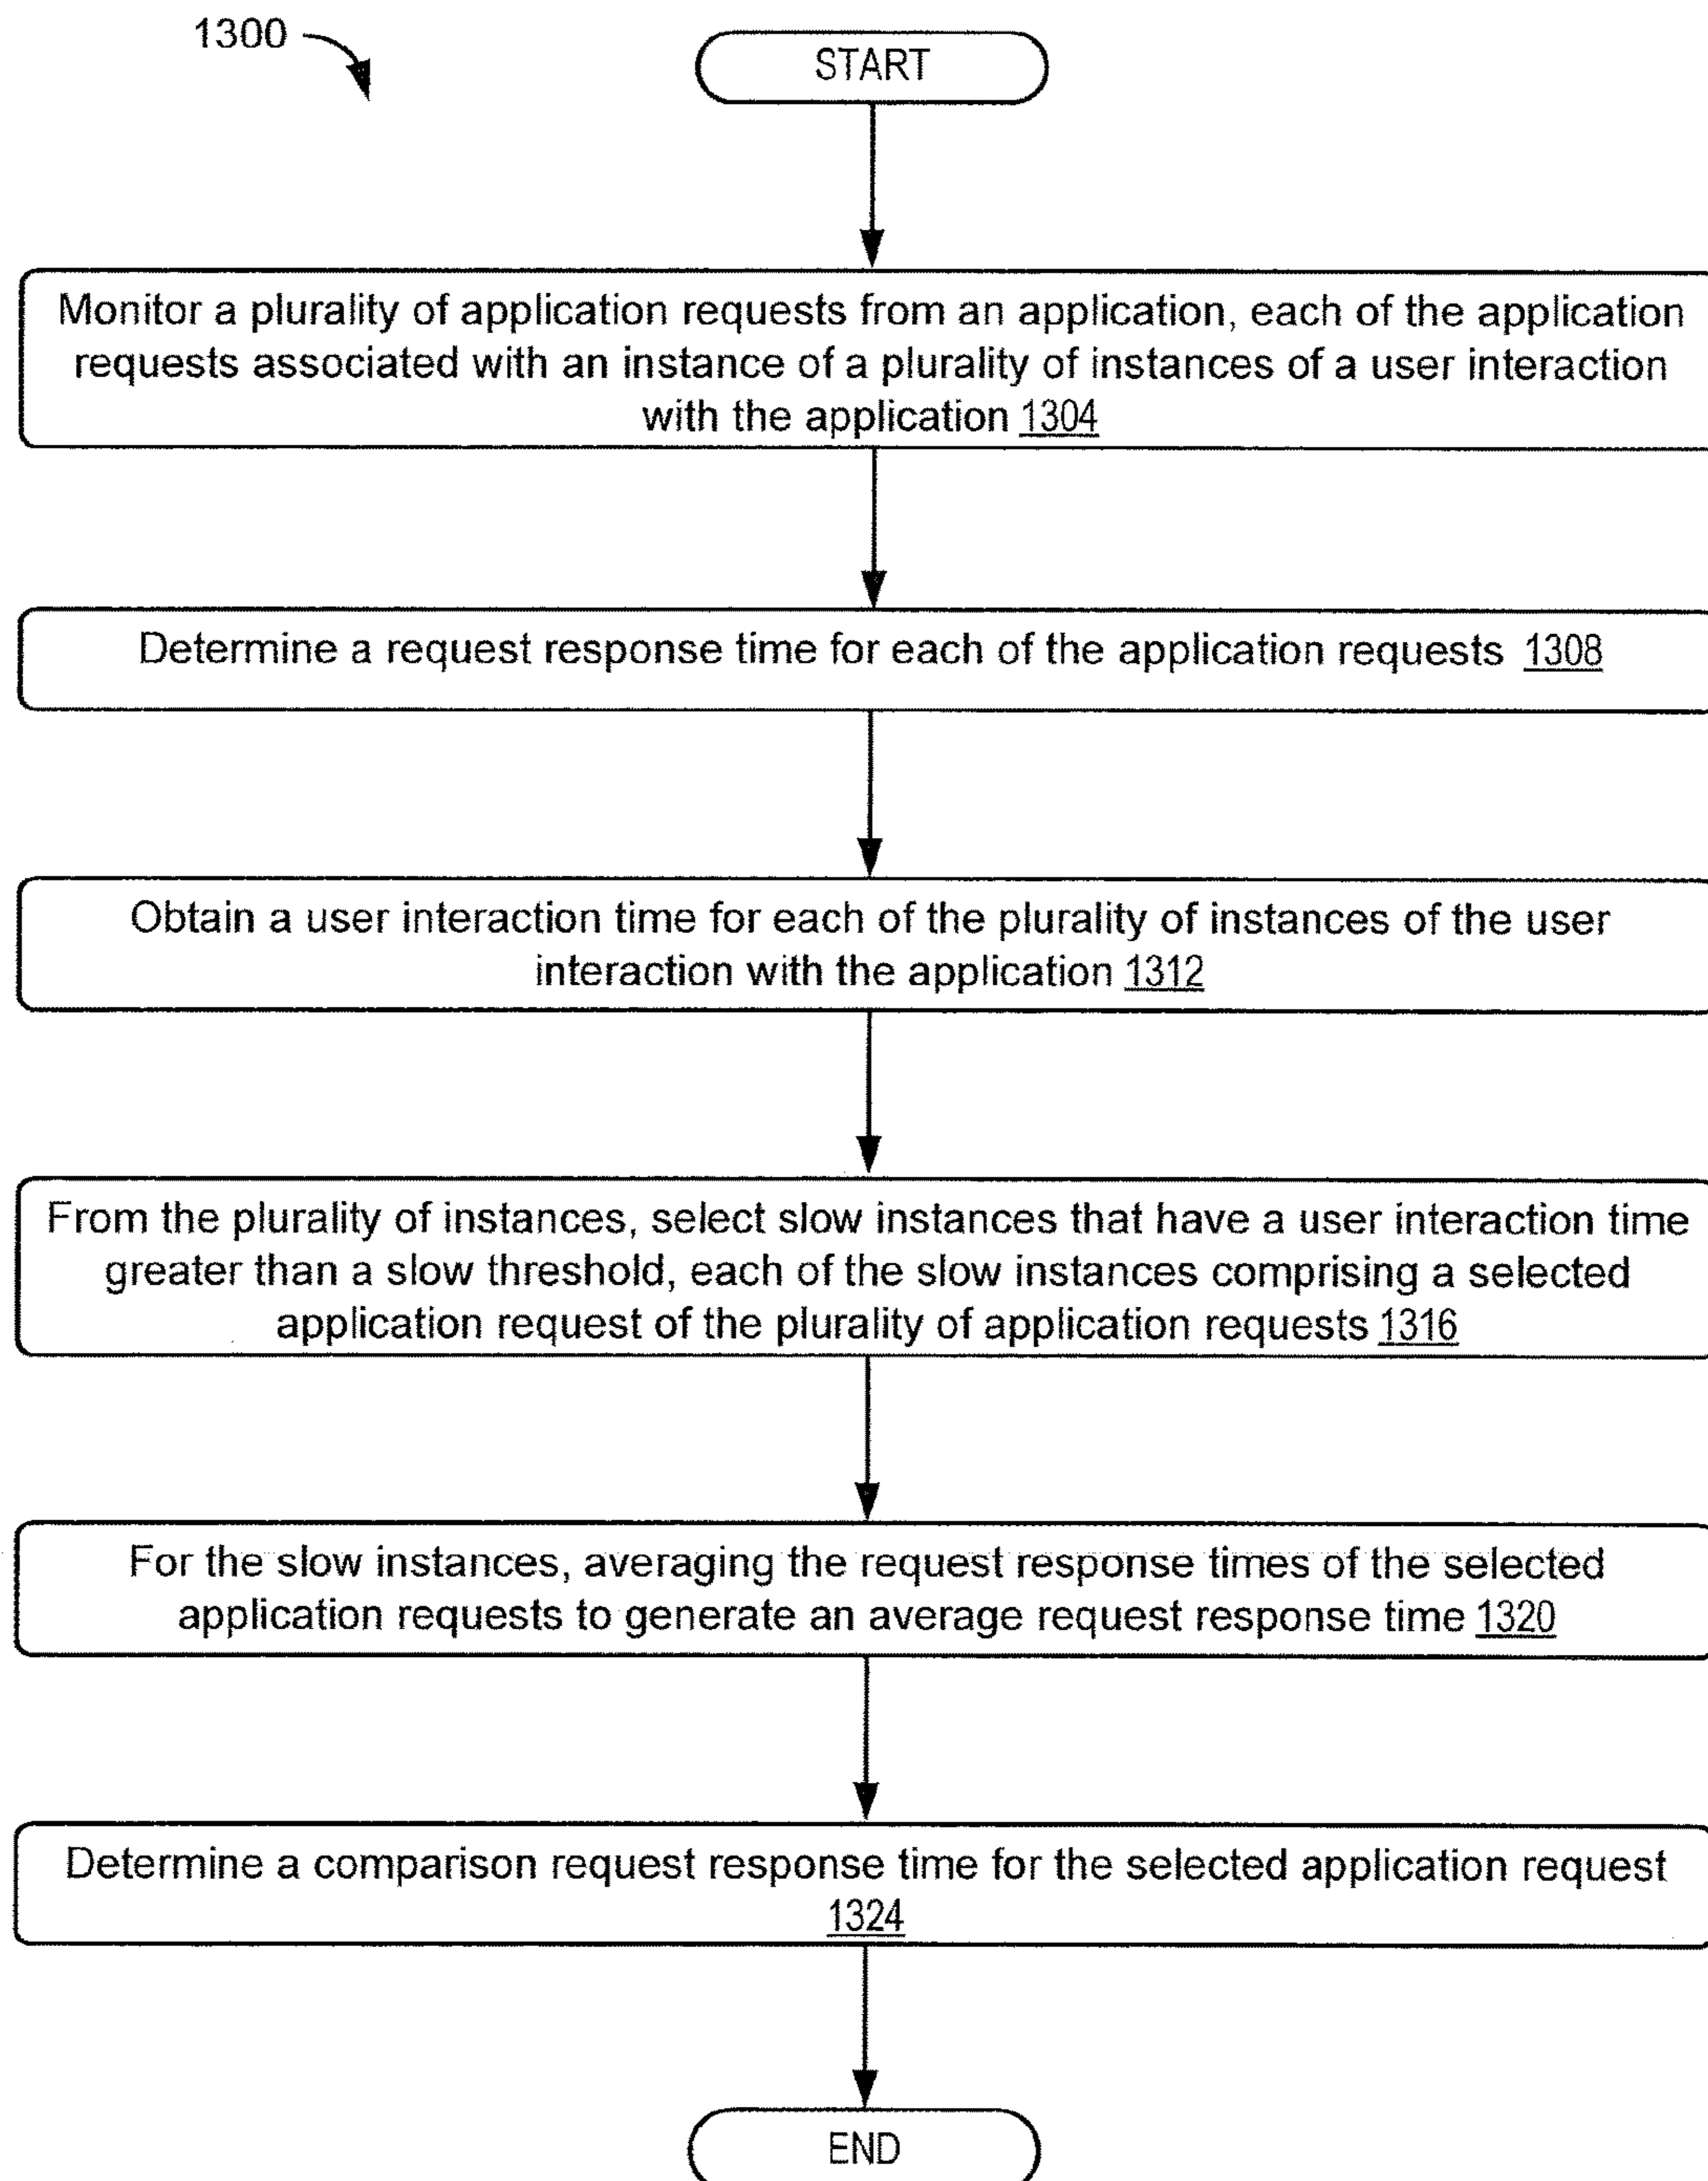 1300
START
Monitor a plurality of application requests from an application, each of the application
requests associated with an instance of a plurality of instances of a user interaction
with the application 1304
Determine a request response time for each of the application requests 1308
Obtain a user interaction time for each of the plurality of instances of the user
interaction with the application 1312
From the plurality of instances, select slow instances that have a user interaction time
greater than a slow threshold, each of the slow instances comprising a selected
application request of the plurality of application requests 1316
For the slow instances, averaging the request response times of the selected
application requests to generate an average request response time 1320
Determine a comparison request response time for the selected application request
1324
END